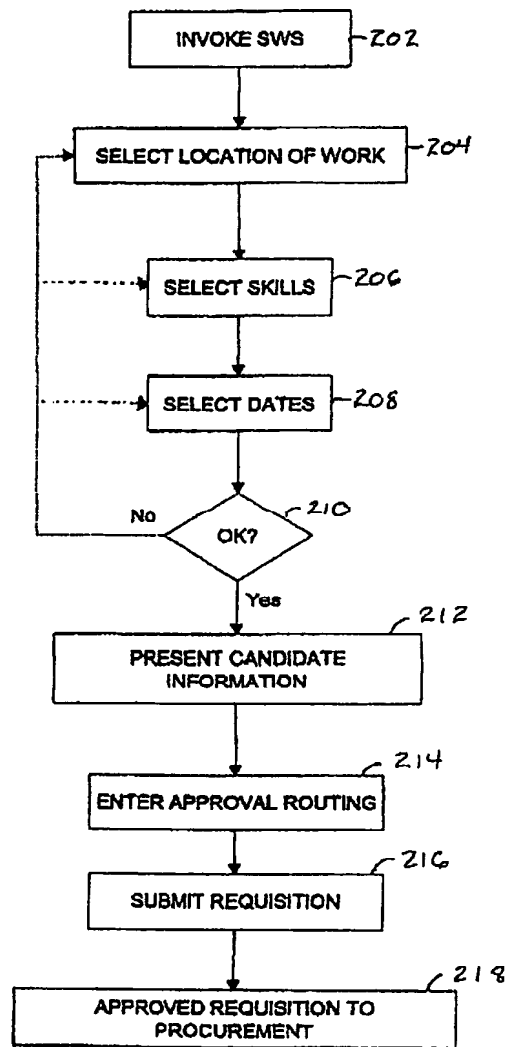 INVOKE SWS
202
SELECT LOCATION OF WORK
204
SELECT SKILLS
206
SELECT DATES
208
No
OK?
210
Yes
212
PRESENT CANDIDATE
INFORMATION
214
ENTER APPROVAL ROUTING
216
SUBMIT REQUISITION
218
APPROVED REQUISITION TO
PROCUREMENT